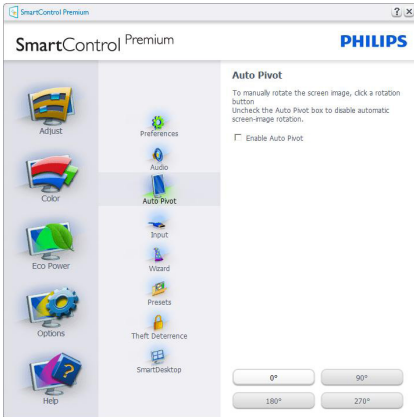 SmartControl Premium
SmartControl Premium
PHILIPS
Adjust
Color
Eco Power
Options
Help
Preferences
Audio
Auto Pivot
Input
Wizard
Presets
Theft Deterrence
SmartDesktop
Auto Pivot
To manually rotate the screen image, click a rotation
button
Uncheck the Auto Pivot box to disable automatic
screen-image rotation.
Enable Auto Pivot
0°
90°
180°
270°